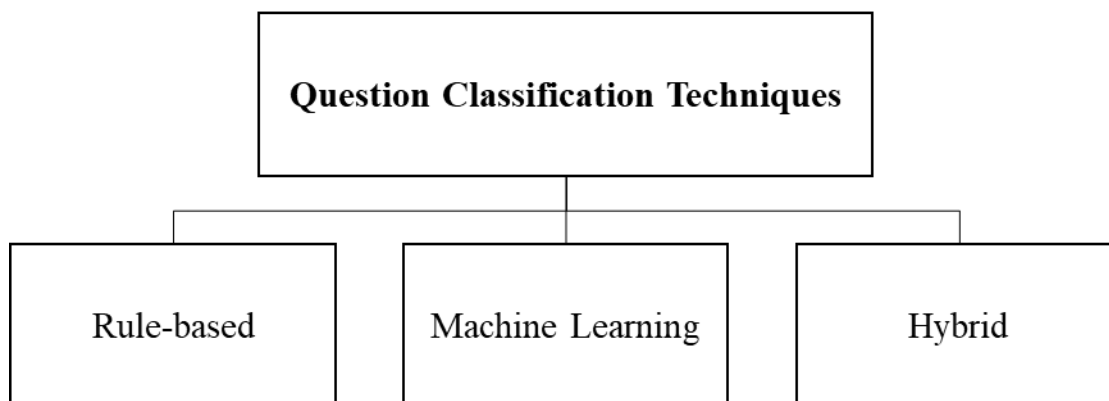 Question Classification Techniques
Rule-based
Machine Learning
Hybrid